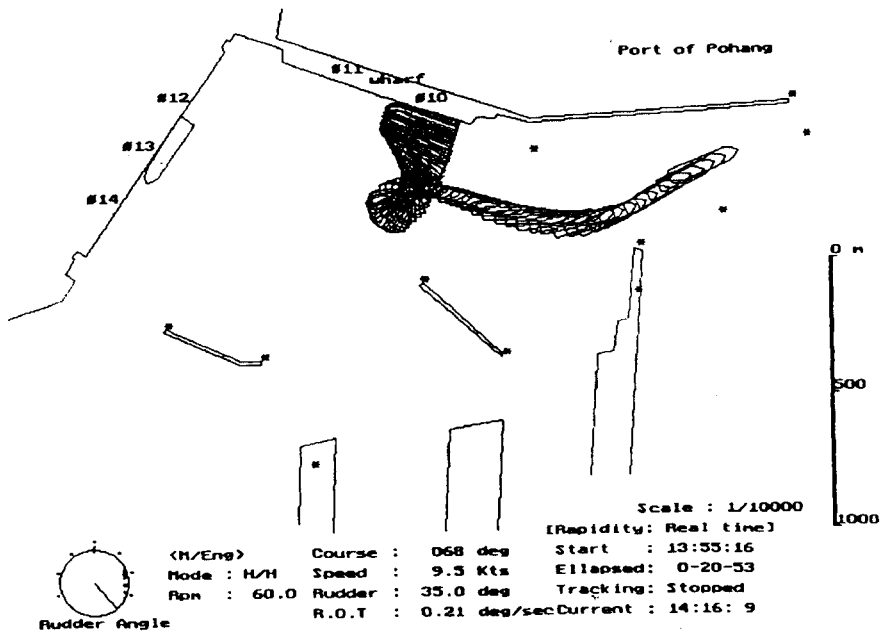 Port of Pohang
#11
wharf
#10
#12
#13
#14
0 m
500
1000
Scale : 1/10000
[Rapidity: Real time]
<M/Eng>
Course : 068 deg
Start : 13:55:16
Mode : H/H
Speed : 9.5 Kts
Ellapsed: 0-20-53
Rpm : 60.0
Rudder : 35.0 deg
Tracking: Stopped
R.O.T : 0.21 deg/sec
Current : 14:16: 9
Rudder Angle